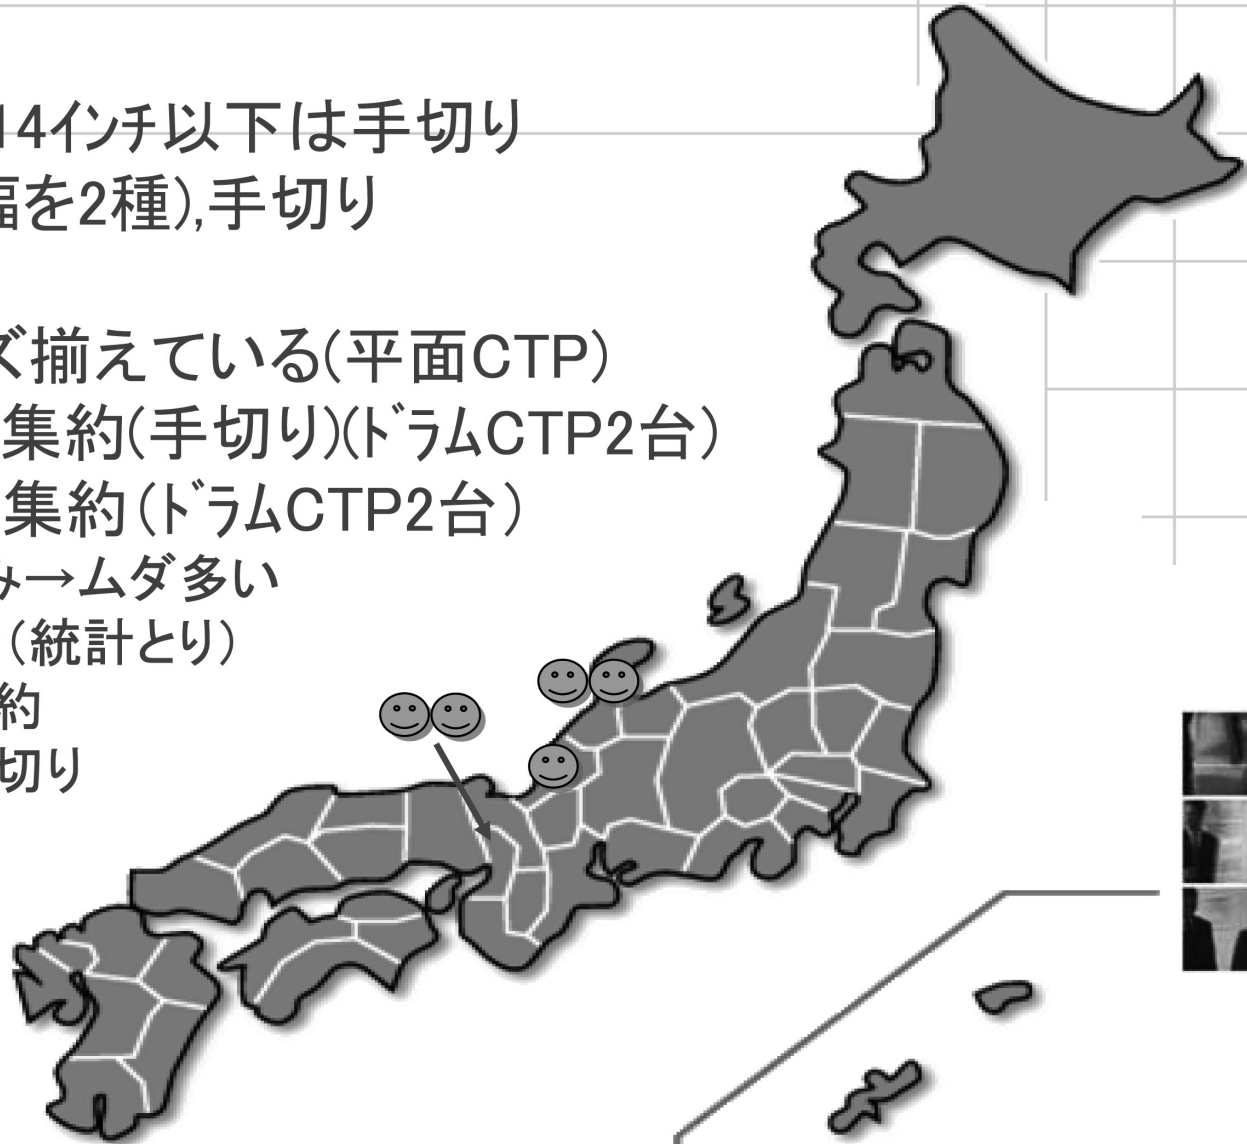 14ｲﾝﾁ以下は手切り
幅を2種),手切り
ズ揃えている(平面CTP)
集約(手切り)(ﾄﾞﾗﾑCTP2台)
集約(ﾄﾞﾗﾑCTP2台)
み→ムダ多い
(統計とり)
約
切り